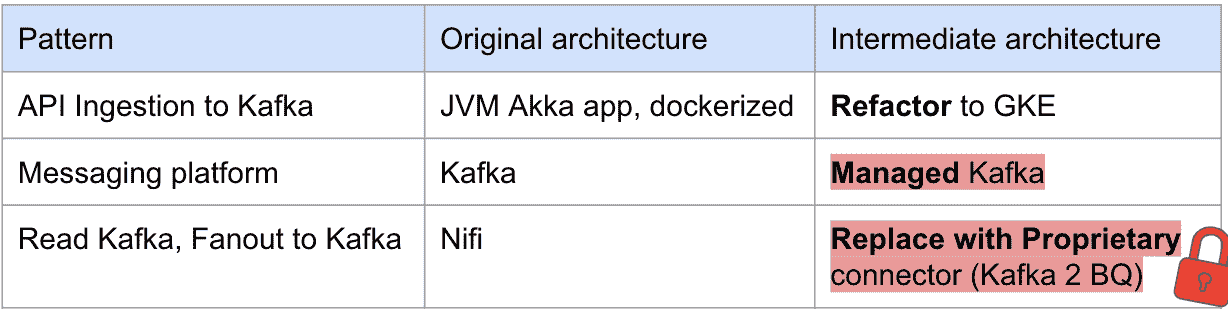 Pattern Original architecture Intermediate architecture
API Ingestion to Kafka JVM Akka app, dockerized Refactor to GKE
Messaging platform Kafka Managed Kafka
Read Kafka, Fanout to Kafka Nifi Replace with Proprietary
connector (Kafka 2 BQ)